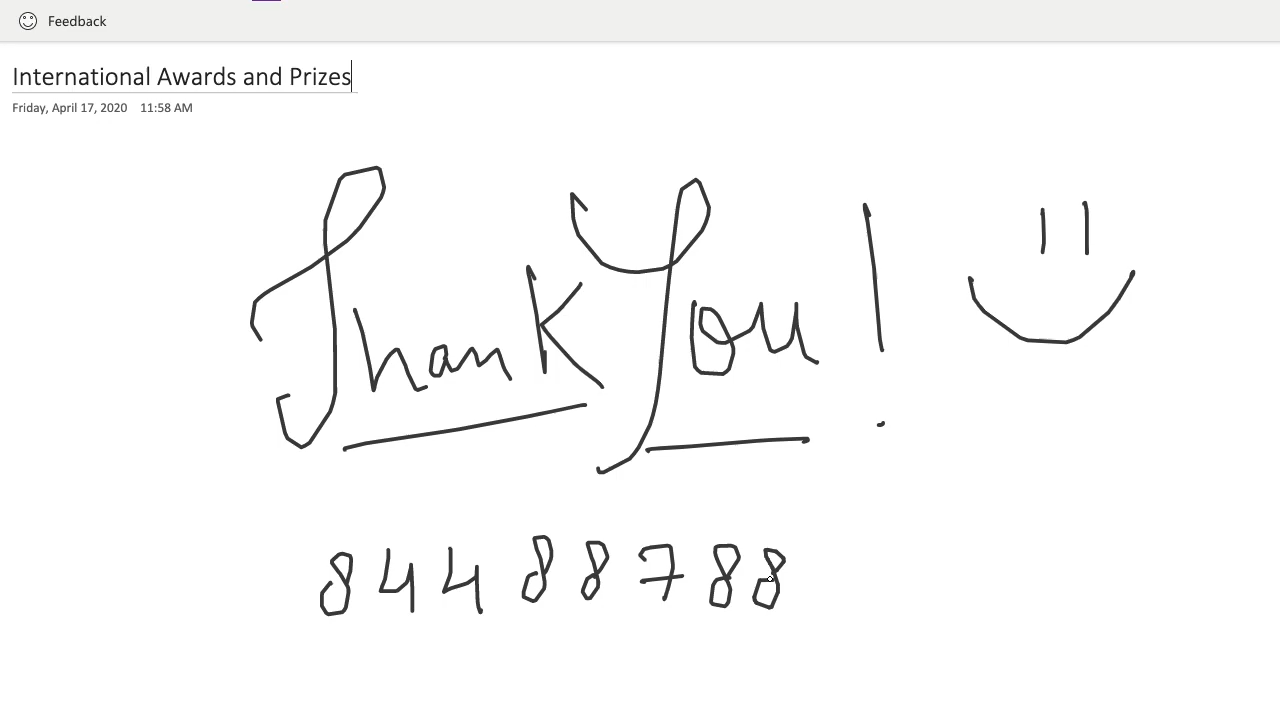 Feedback
International Awards and Prizes
Friday, April 17, 2020 11:58 AM
Thank You!
84488788